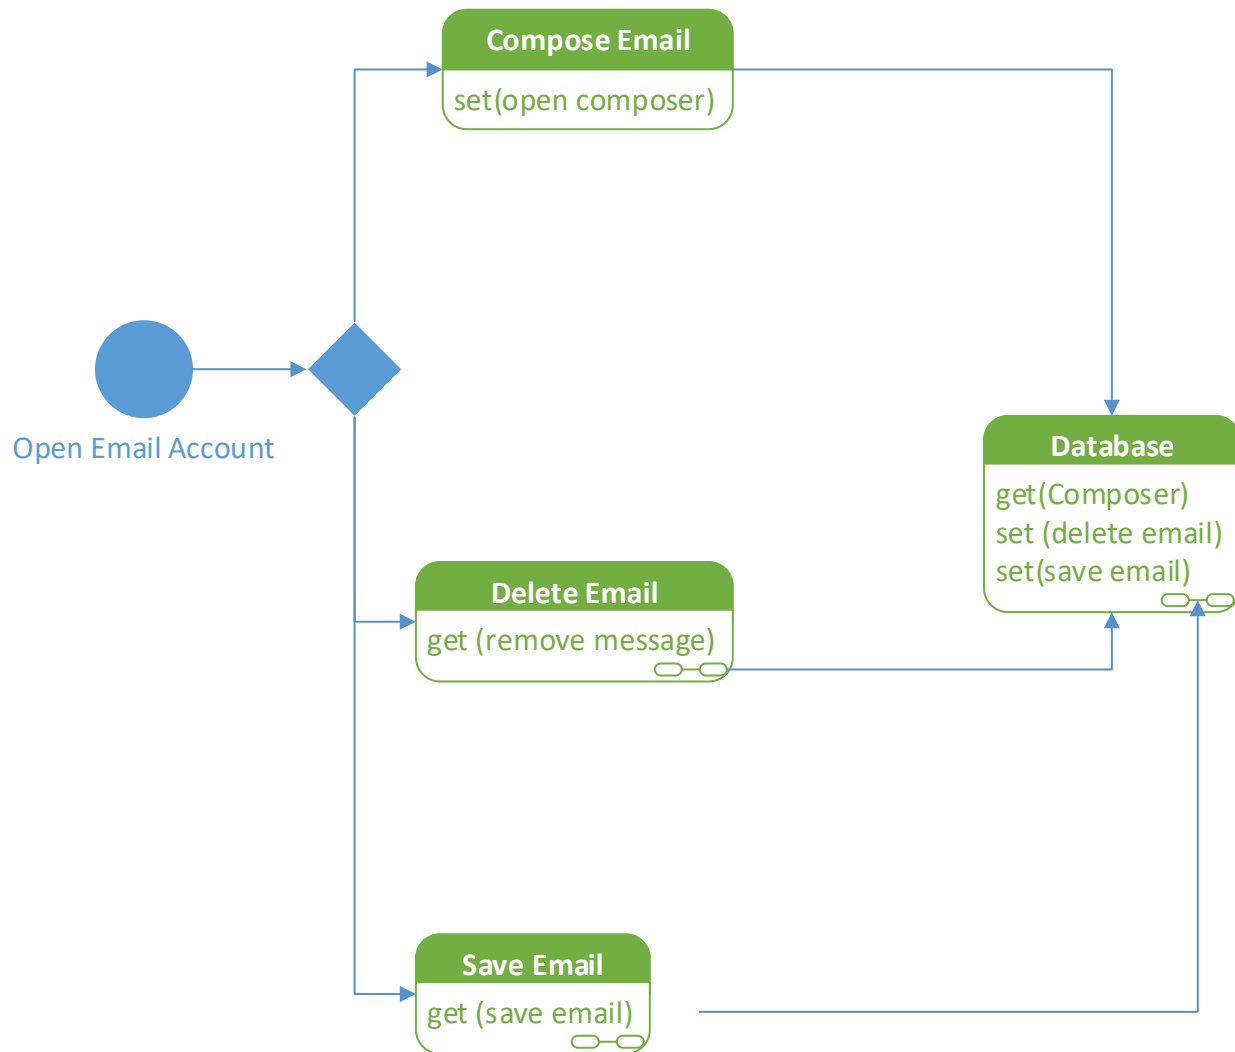 Compose Email
set(open composer)
Open Email Account
Database
get(Composer)
set (delete email)
set(save email)
Delete Email
get (remove message)
Save Email
get (save email)